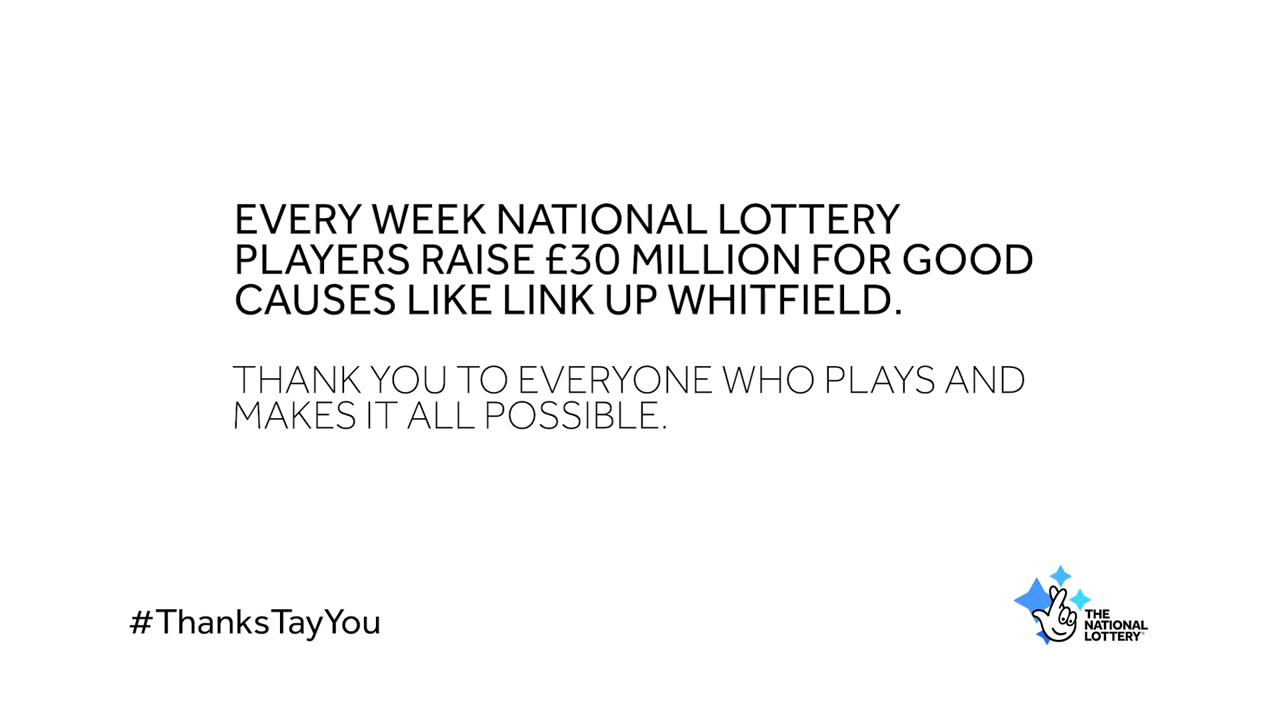 EVERY WEEK NATIONAL LOTTERY
PLAYERS RAISE £30 MILLION FOR GOOD
CAUSES LIKE LINK UP WHITFIELD.
THANK YOU TO EVERYONE WHO PLAYS AND
MAKES IT ALL POSSIBLE.
#ThanksTayYou
THE
NATIONAL
LOTTERY®